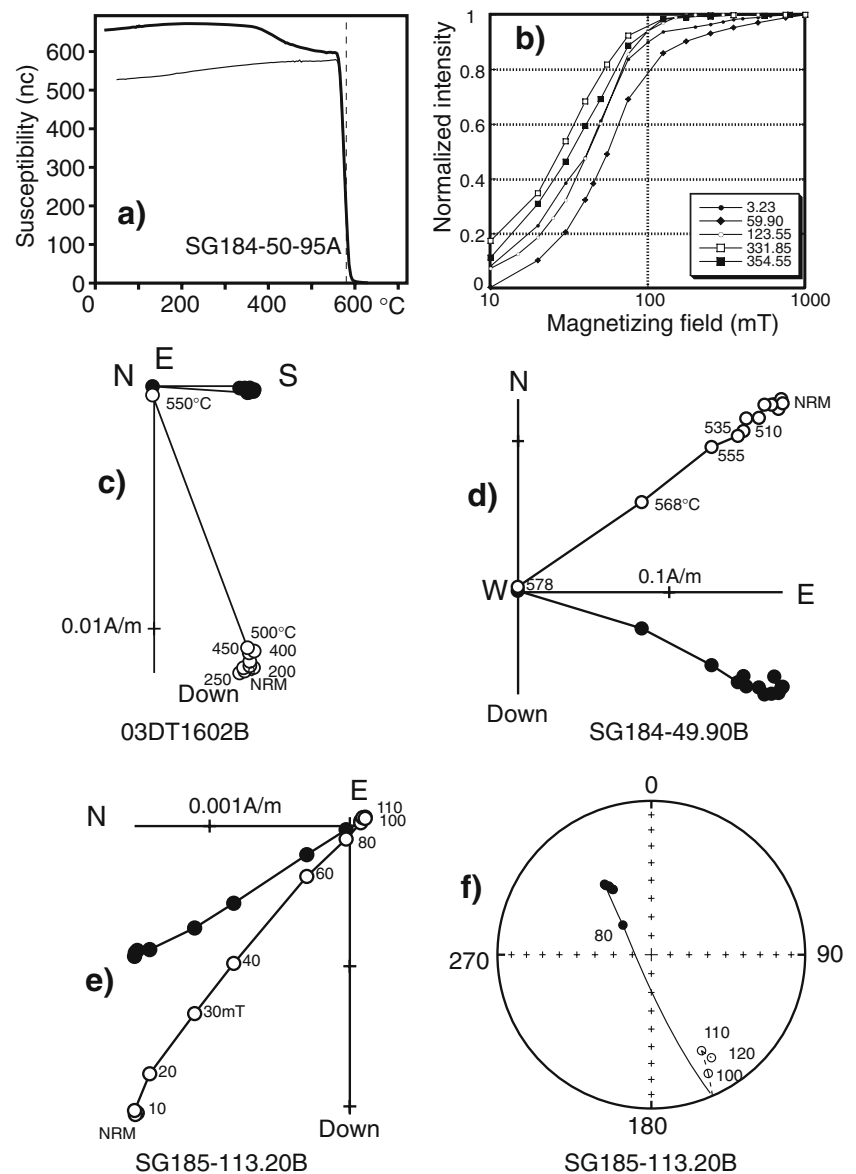 a)
Susceptibility (nc)
600
500
400
300
200
100
0
0 200 400 600 °C
SG184-50-95A
b)
Normalized intensity
1
0.8
0.6
0.4
0.2
0
10 100 1000
Magnetizing field (mT)
3.23
59.90
123.55
331.85
354.55
c)
N E S
550°C
0.01A/m
500°C
450 400
250 200
NRM
Down
03DT1602B
d)
N
NRM
535 510
555
568°C
W 578 0.1A/m E
Down
SG184-49.90B
e)
E
N 0.001A/m 110
100
80
60
40
30mT
20
10
NRM
Down
SG185-113.20B
f)
0
80
270 90
110
120
100
180
SG185-113.20B